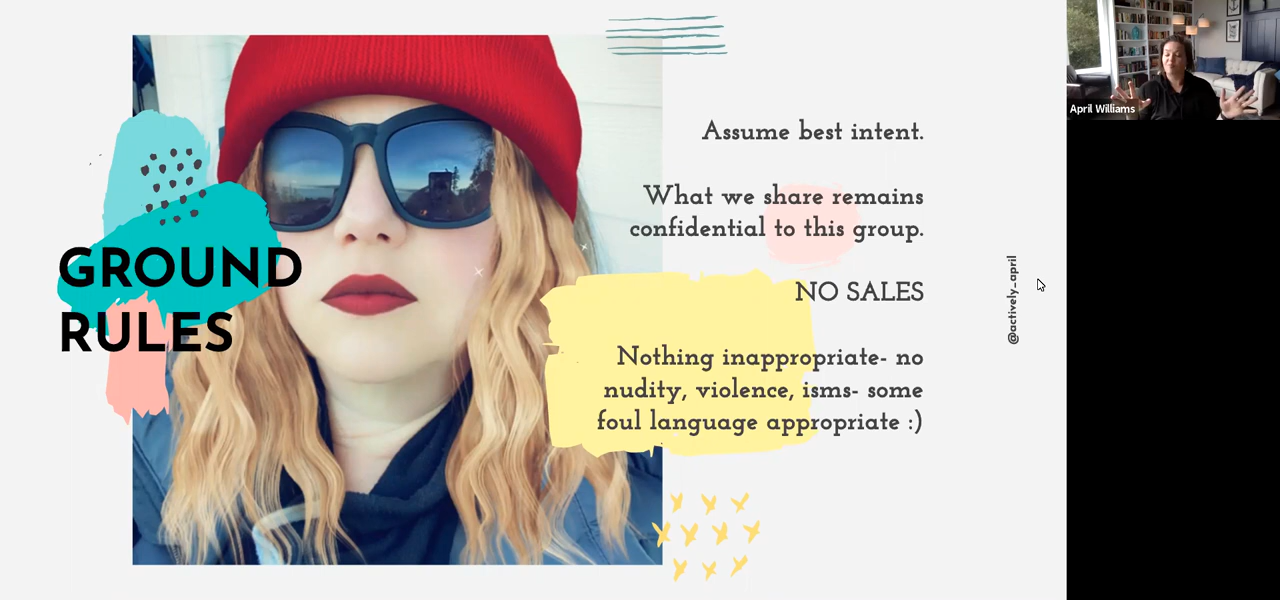 GROUND
RULES
Assume best intent.
What we share remains
confidential to this group.
NO SALES
Nothing inappropriate- no
nudity, violence, isms- some
foul language appropriate :)
@actively_april
April Williams